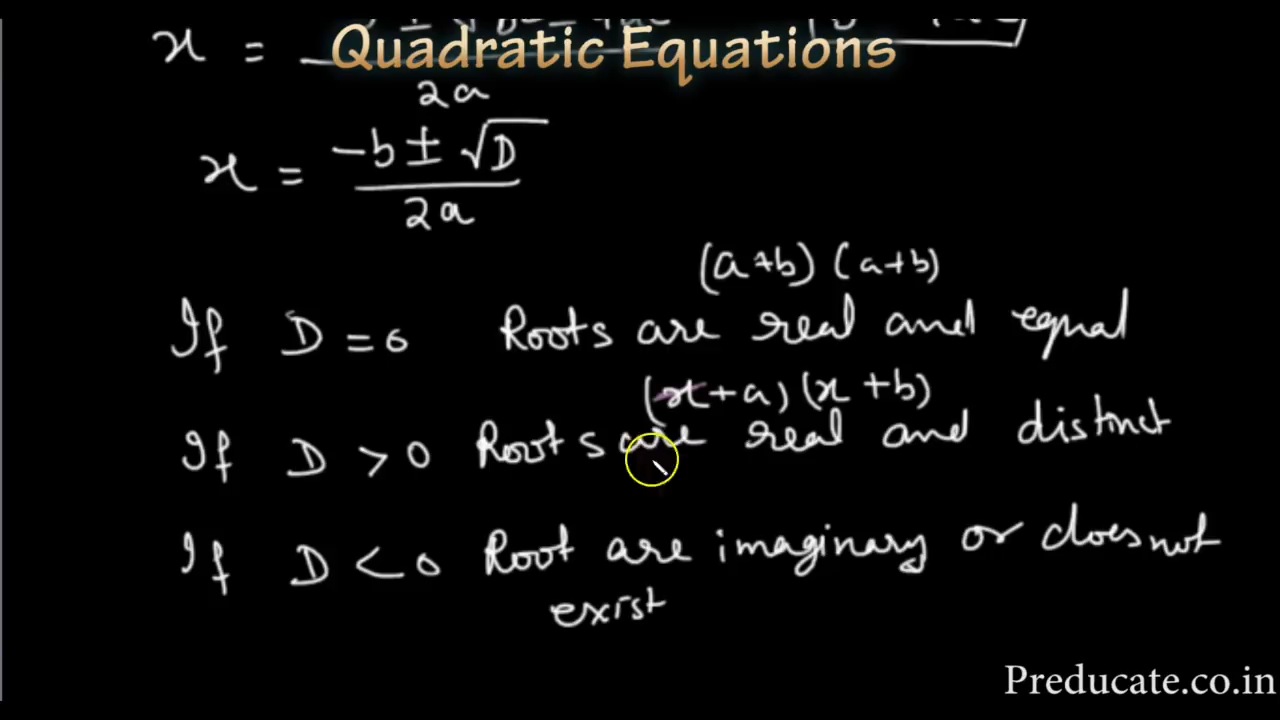 Quadratic Equations
x =
2a
x = -b ± √D
2a
(a+b) (a+b)
If D = 0 Roots are real and equal
(x+a) (x+b)
If D > 0 Roots are real and distinct
If D < 0 Root are imaginary or does not
exist
Preducate.co.in